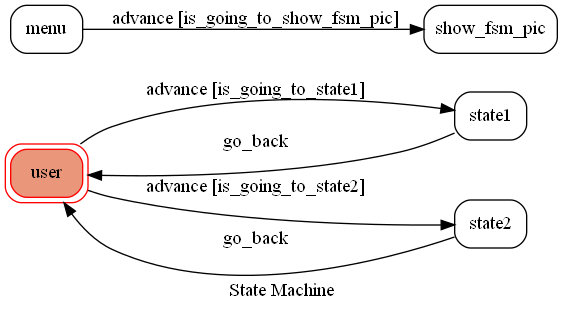 menu
advance [is_going_to_show_fsm_pic]
show_fsm_pic
advance [is_going_to_state1]
state1
go_back
user
advance [is_going_to_state2]
state2
go_back
State Machine